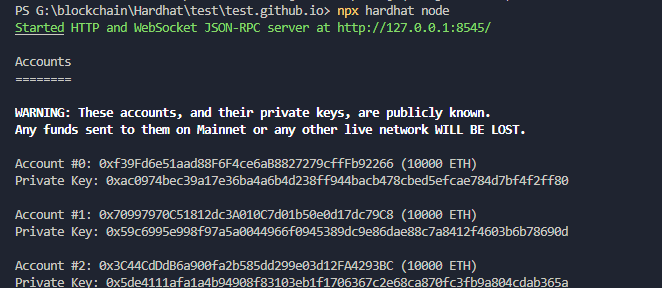 PS G:\blockchain\Hardhat\test\test.github.io> npx hardhat node
Started HTTP and WebSocket JSON-RPC server at http://127.0.0.1:8545/
Accounts
========
WARNING: These accounts, and their private keys, are publicly known.
Any funds sent to them on Mainnet or any other live network WILL BE LOST.
Account #0: 0xf39Fd6e51aad88F6F4ce6aB8827279cffFb92266 (10000 ETH)
Private Key: 0xac0974bec39a17e36ba4a6b4d238ff944bacb478cbed5efcae784d7bf4f2ff80
Account #1: 0x70997970C51812dc3A010C7d01b50e0d17dc79C8 (10000 ETH)
Private Key: 0x59c6995e998f97a5a0044966f0945389dc9e86dae88c7a8412f4603b6b78690d
Account #2: 0x3C44CdDdB6a900fa2b585dd299e03d12FA4293BC (10000 ETH)
Private Key: 0x5de4111afa1a4b94908f83103eb1f1706367c2e68ca870fc3fb9a804cdab365a